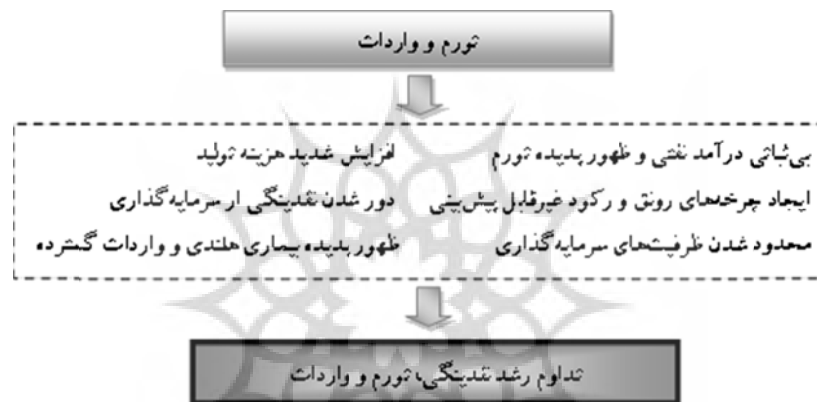 تورم و واردات
بی‌ثباتی درآمد نفتی و ظهور پدیده تورم افزایش شدید هزینه تولید
ایجاد چرخه‌های رونق و رکود غیرقابل پیش‌بینی دور شدن نقدینگی از سرمایه‌گذاری
محدود شدن ظرفیت‌های سرمایه‌گذاری ظهور پدیده بیماری هلندی و واردات گسترده
تداوم رشد نقدینگی، تورم و واردات